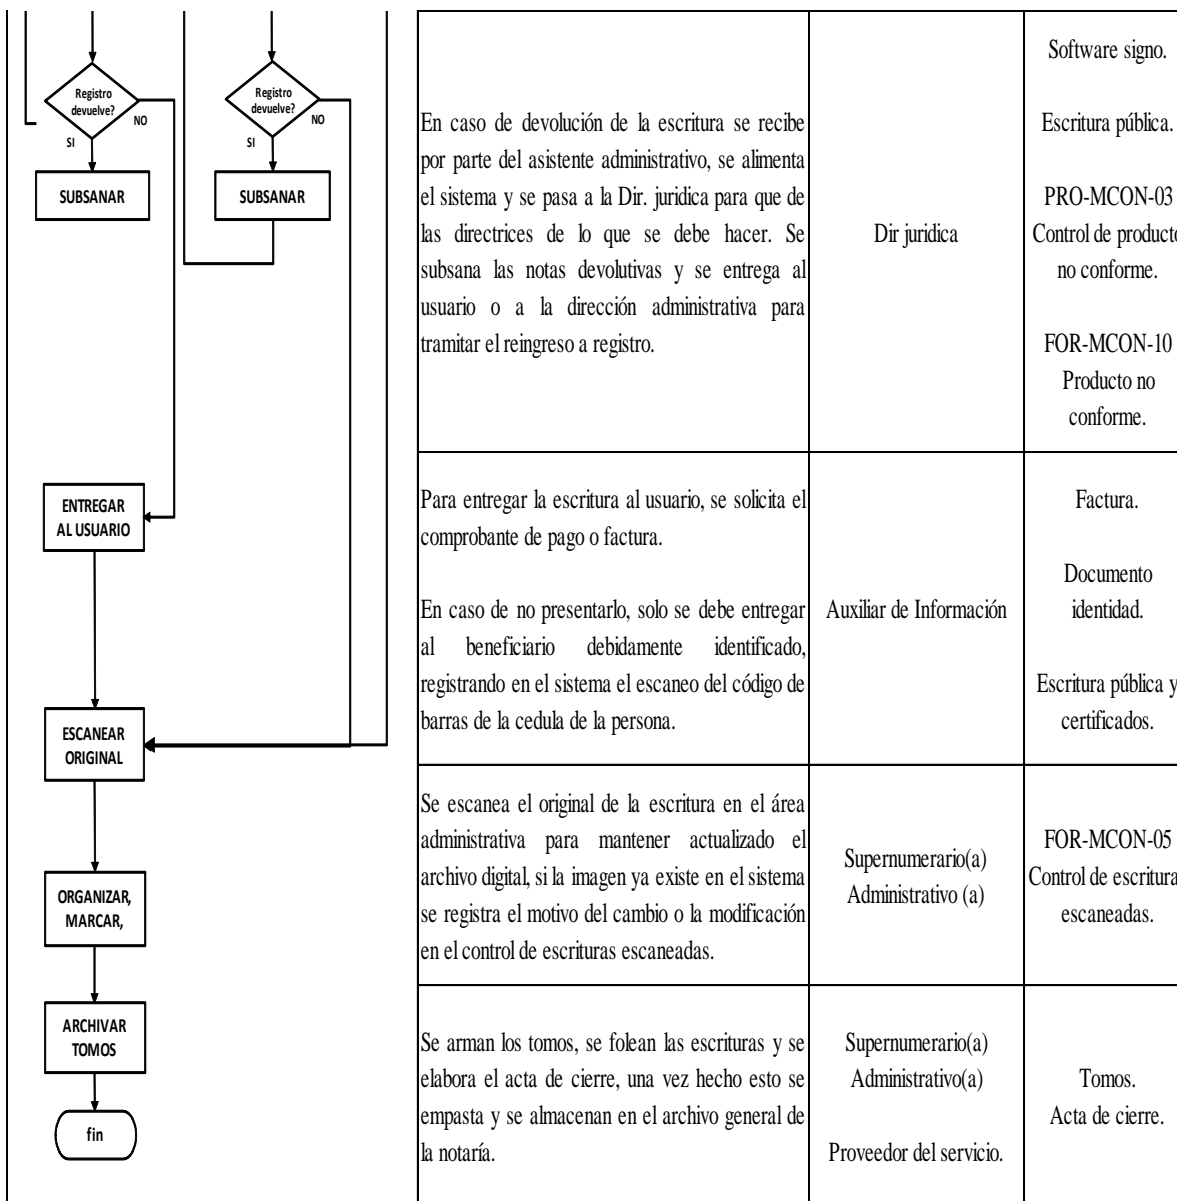 Registro
devuelve?
NO
SI
SUBSANAR
Registro
devuelve?
NO
SI
SUBSANAR
En caso de devolución de la escritura se recibe
por parte del asistente administrativo, se alimenta
el sistema y se pasa a la Dir. juridica para que de
las directrices de lo que se debe hacer. Se
subsana las notas devolutivas y se entrega al
usuario o a la dirección administrativa para
tramitar el reingreso a registro.
Dir juridica
Software signo.
Escritura pública.
PRO-MCON-03
Control de producto
no conforme.
FOR-MCON-10
Producto no
conforme.
ENTREGAR
AL USUARIO
Para entregar la escritura al usuario, se solicita el
comprobante de pago o factura.
En caso de no presentarlo, solo se debe entregar
al beneficiario debidamente identificado,
registrando en el sistema el escaneo del código de
barras de la cedula de la persona.
Auxiliar de Información
Factura.
Documento
identidad.
Escritura pública y
certificados.
ESCANEAR
ORIGINAL
Se escanea el original de la escritura en el área
administrativa para mantener actualizado el
archivo digital, si la imagen ya existe en el sistema
se registra el motivo del cambio o la modificación
en el control de escrituras escaneadas.
Supernumerario(a)
Administrativo (a)
FOR-MCON-05
Control de escritura
escaneadas.
ORGANIZAR,
MARCAR,
ARCHIVAR
TOMOS
fin
Se arman los tomos, se folean las escrituras y se
elabora el acta de cierre, una vez hecho esto se
empasta y se almacenan en el archivo general de
la notaría.
Supernumerario(a)
Administrativo(a)
Proveedor del servicio.
Tomos.
Acta de cierre.